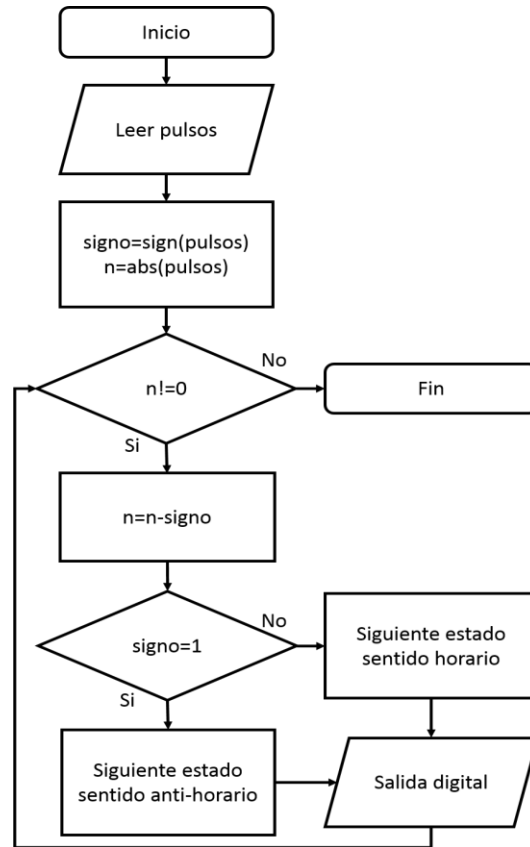 Inicio
Leer pulsos
signo=sign(pulsos)
n=abs(pulsos)
n!=0
No
Fin
Si
n=n-signo
signo=1
No
Siguiente estado
sentido horario
Si
Siguiente estado
sentido anti-horario
Salida digital